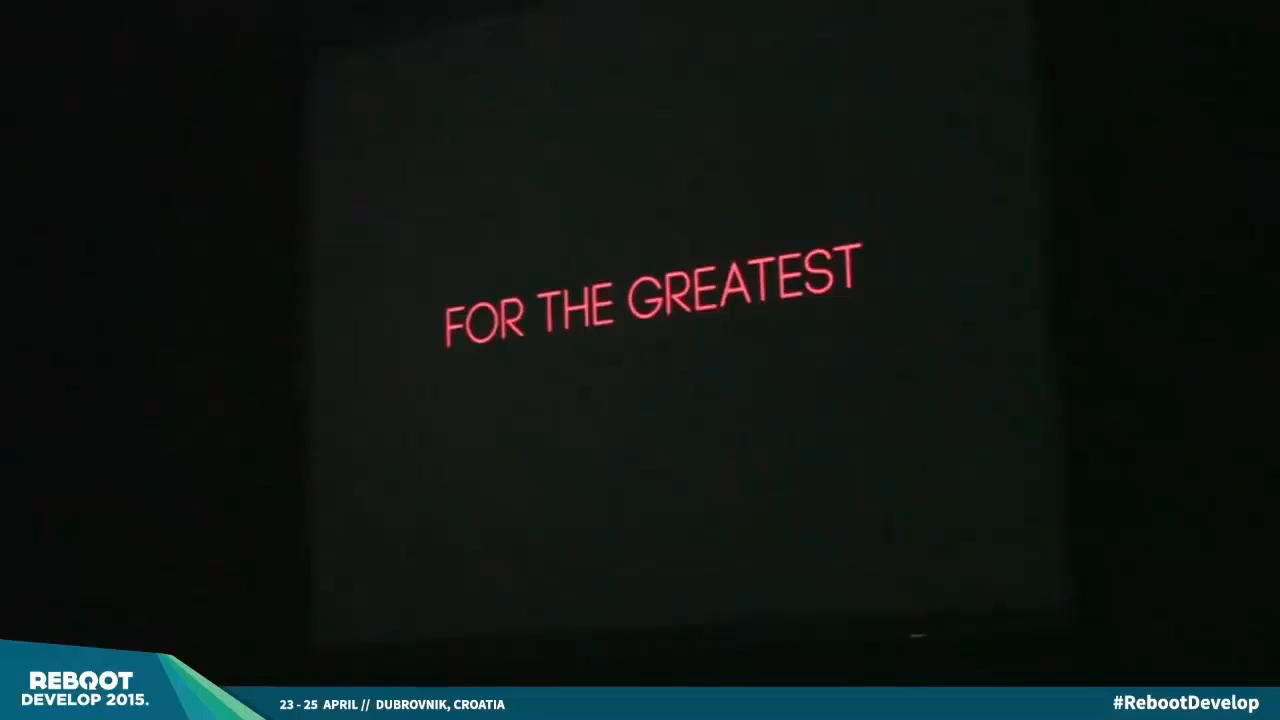 FOR THE GREATEST
REBOOT
DEVELOP 2015.
23 - 25 APRIL // DUBROVNIK, CROATIA
#RebootDevelop